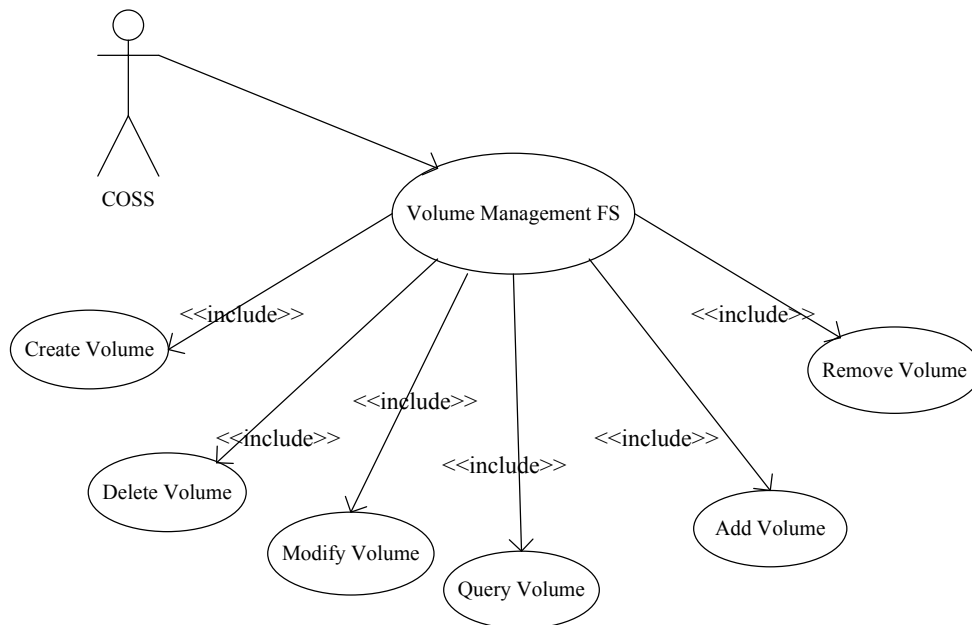 COSS
Volume Management FS
<<include>>
<<include>>
Create Volume
Remove Volume
<<include>>
<<include>>
<<include>>
<<include>>
Delete Volume
Add Volume
Modify Volume
Query Volume